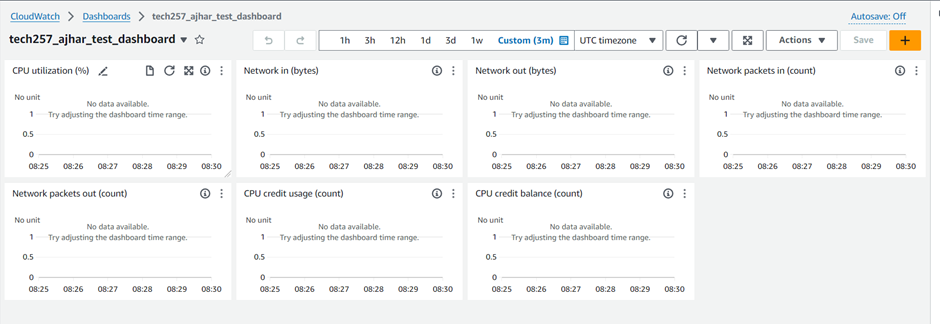 CloudWatch > Dashboards > tech257_ajhar_test_dashboard
Autosave: Off
tech257_ajhar_test_dashboard
1h 3h 12h 1d 3d 1w Custom (3m) UTC timezone Actions Save +
CPU utilization (%)
No unit
No data available.
Try adjusting the dashboard time range.
1
0.5
0
08:25 08:26 08:27 08:28 08:29 08:30
Network in (bytes)
No unit
No data available.
Try adjusting the dashboard time range.
1
0.5
0
08:25 08:26 08:27 08:28 08:29 08:30
Network out (bytes)
No unit
No data available.
Try adjusting the dashboard time range.
1
0.5
0
08:25 08:26 08:27 08:28 08:29 08:30
Network packets in (count)
No unit
No data available.
Try adjusting the dashboard time range.
1
0.5
0
08:25 08:26 08:27 08:28 08:29 08:30
Network packets out (count)
No unit
No data available.
Try adjusting the dashboard time range.
1
0.5
0
08:25 08:26 08:27 08:28 08:29 08:30
CPU credit usage (count)
No unit
No data available.
Try adjusting the dashboard time range.
1
0.5
0
08:25 08:26 08:27 08:28 08:29 08:30
CPU credit balance (count)
No unit
No data available.
Try adjusting the dashboard time range.
1
0.5
0
08:25 08:26 08:27 08:28 08:29 08:30